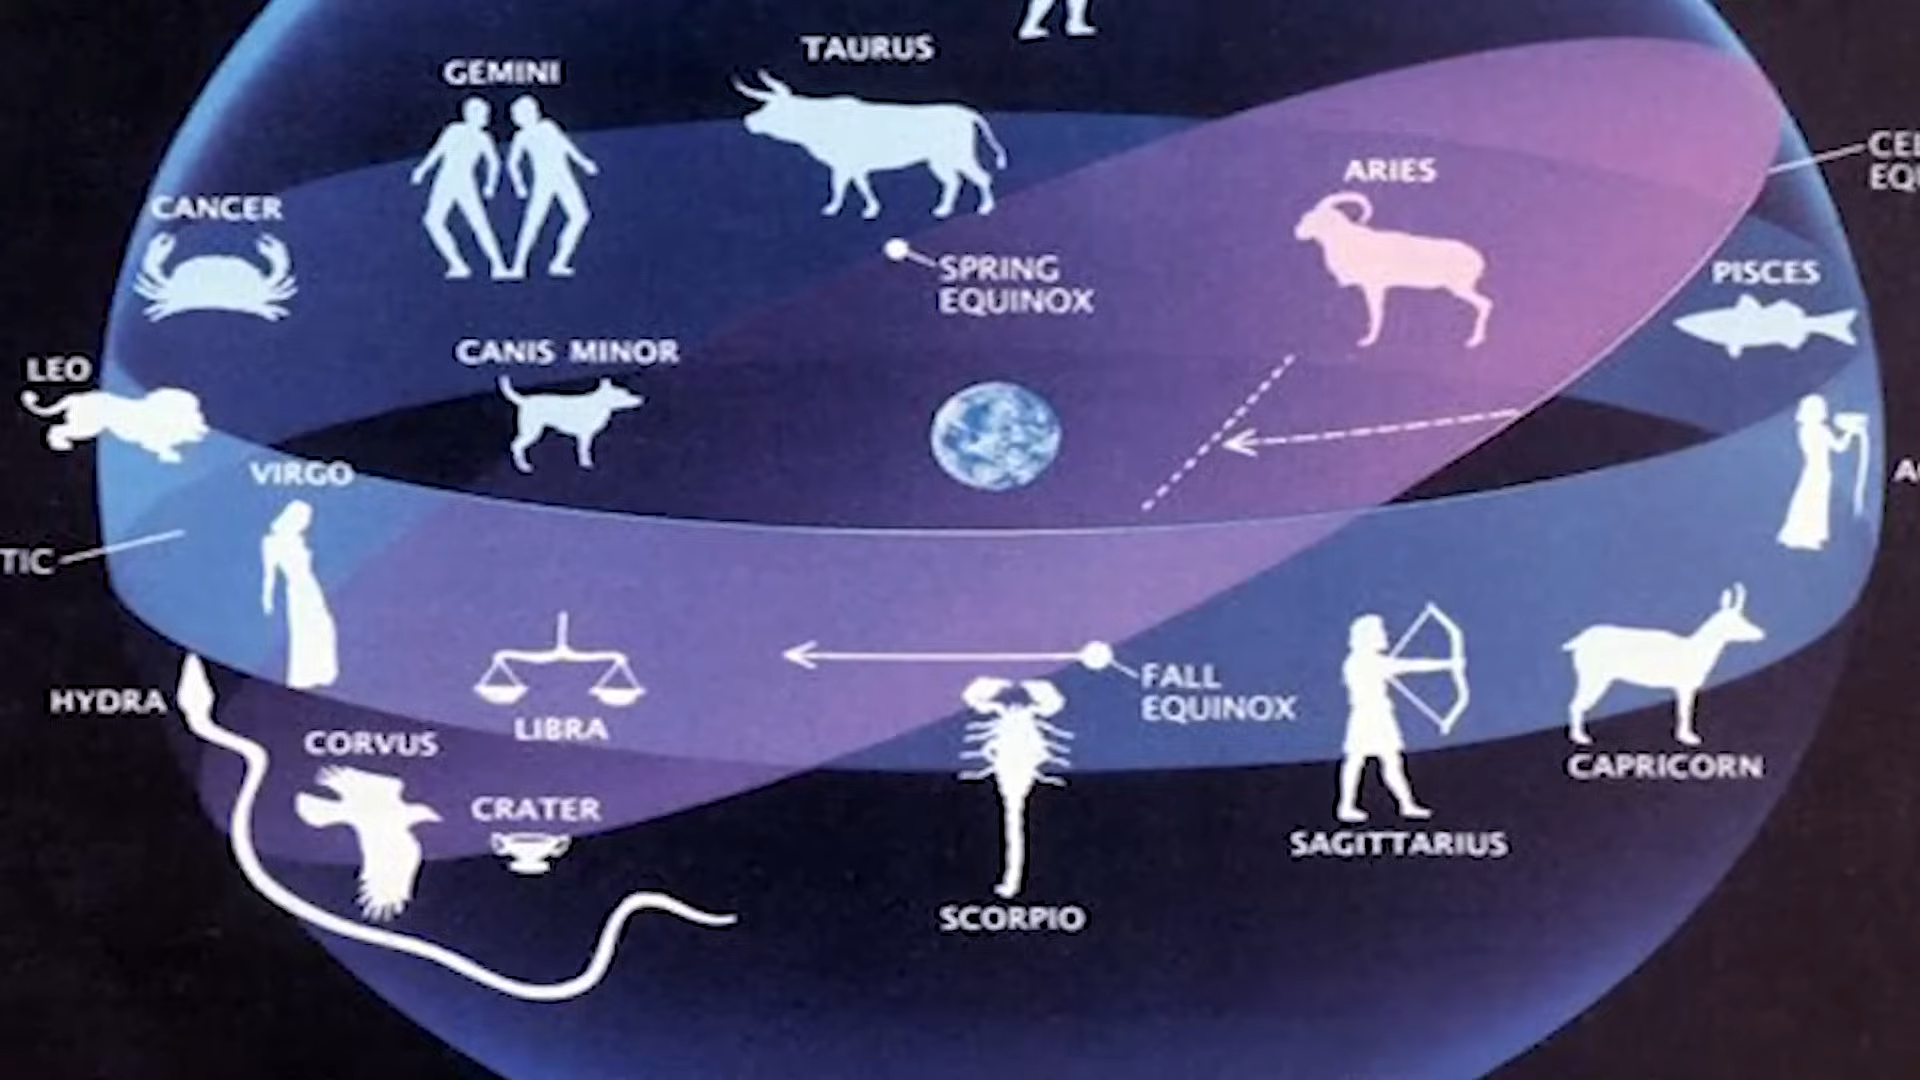 TAURUS
GEMINI
ARIES
CANCER
SPRING
EQUINOX
PISCES
CANIS MINOR
LEO
VIRGO
HYDRA
CORVUS
LIBRA
CRATER
FALL
EQUINOX
CAPRICORN
SAGITTARIUS
SCORPIO